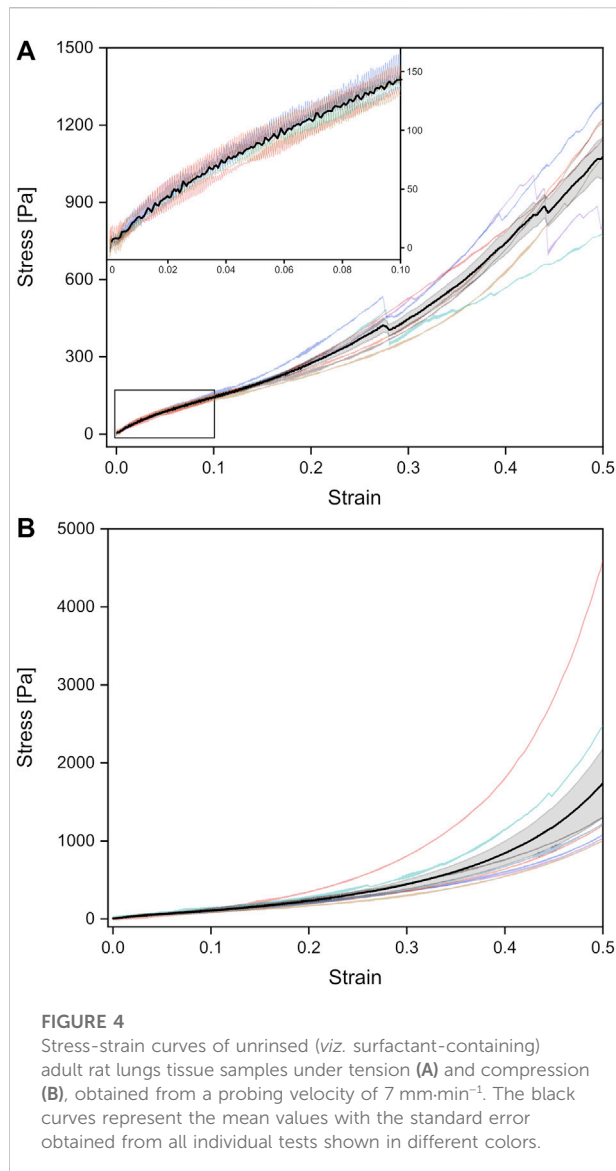 A
1500
1200
900
600
300
0
Stress [Pa]
150
100
50
0
0
0.02
0.04
0.06
0.08
0.10
0.0
0.1
0.2
0.3
0.4
0.5
Strain
B
5000
4000
3000
2000
1000
0
Stress [Pa]
0.0
0.1
0.2
0.3
0.4
0.5
Strain
FIGURE 4
Stress-strain curves of unrinsed (viz. surfactant-containing)
adult rat lungs tissue samples under tension (A) and compression
(B), obtained from a probing velocity of 7 mm·min⁻¹. The black
curves represent the mean values with the standard error
obtained from all individual tests shown in different colors.